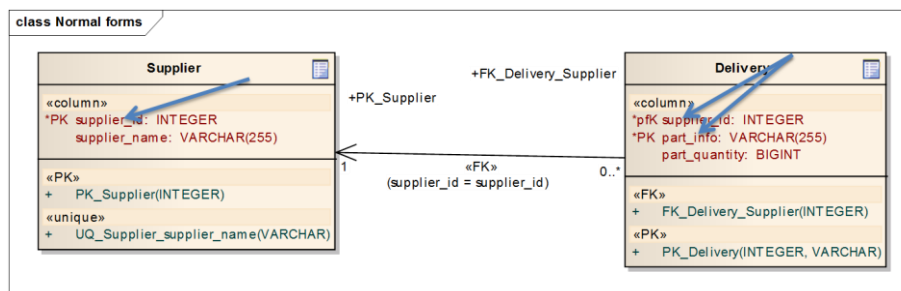 class Normal forms
Supplier
«column»
*PK supplier_id: INTEGER
supplier_name: VARCHAR(255)
«PK»
+ PK_Supplier(INTEGER)
«unique»
+ UQ_Supplier_supplier_name(VARCHAR)
+PK_Supplier
+FK_Delivery_Supplier
1
«FK»
0..*
(supplier_id = supplier_id)
Delivery
«column»
*pfK supplier_id: INTEGER
*PK part_info: VARCHAR(255)
part_quantity: BIGINT
«FK»
+ FK_Delivery_Supplier(INTEGER)
«PK»
+ PK_Delivery(INTEGER, VARCHAR)